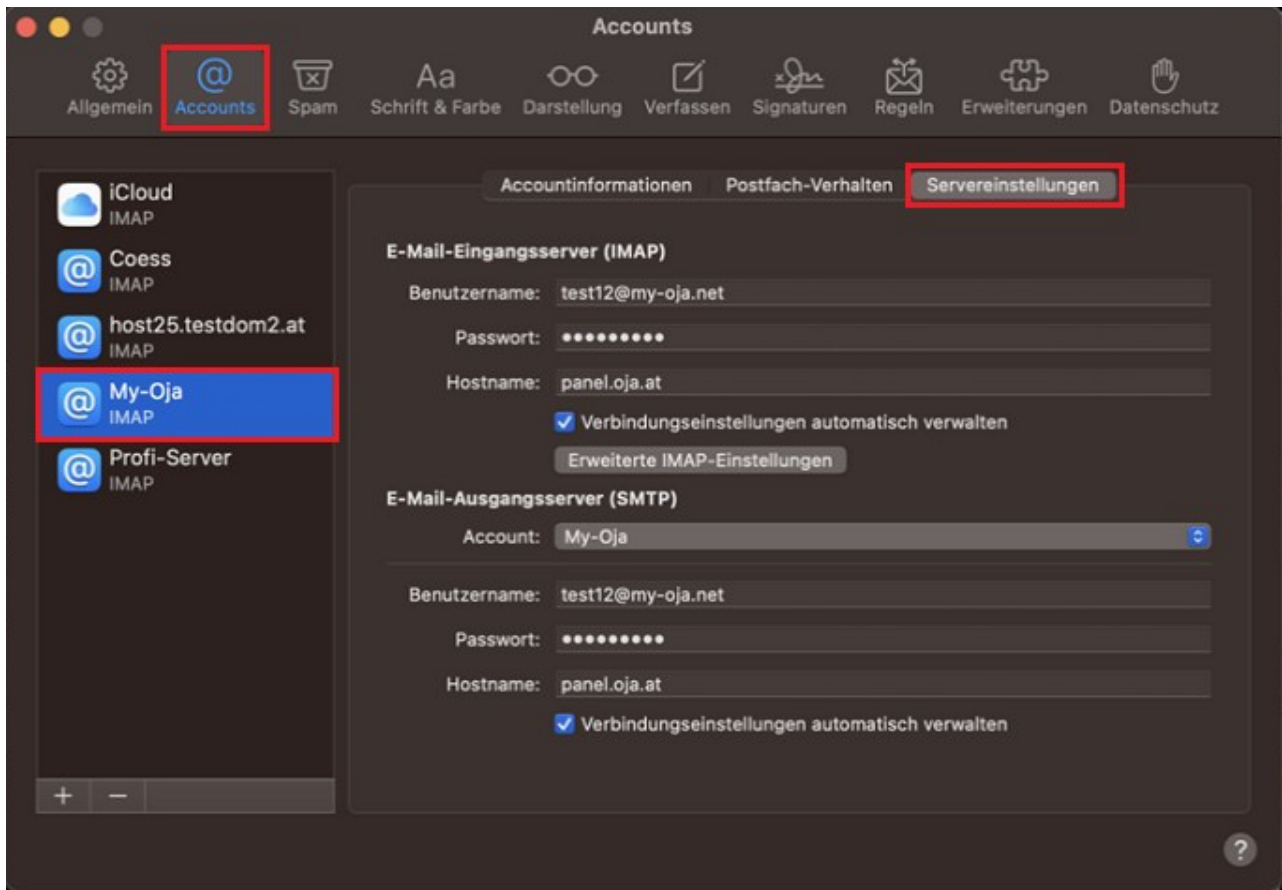 Accounts
Allgemein Accounts Spam Schrift & Farbe Darstellung Verfassen Signaturen Regeln Erweiterungen Datenschutz
iCloud
IMAP
Coess
IMAP
host25.testdom2.at
IMAP
My-Oja
IMAP
Profi-Server
IMAP
Accountinformationen Postfach-Verhalten Servereinstellungen
E-Mail-Eingangsserver (IMAP)
Benutzername: test12@my-oja.net
Passwort: •••••••••
Hostname: panel.oja.at
Verbindungseinstellungen automatisch verwalten
Erweiterte IMAP-Einstellungen
E-Mail-Ausgangsserver (SMTP)
Account: My-Oja
Benutzername: test12@my-oja.net
Passwort: •••••••••
Hostname: panel.oja.at
Verbindungseinstellungen automatisch verwalten
+ −
?